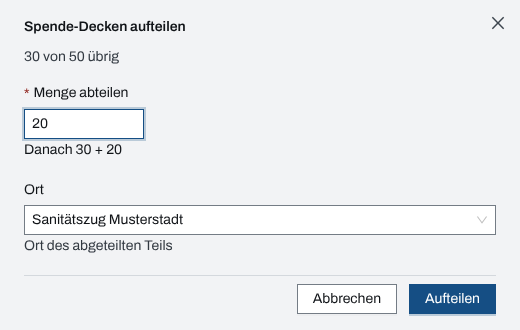 Spende-Decken aufteilen
30 von 50 übrig
* Menge abteilen
20
Danach 30 + 20
Ort
Sanitätszug Musterstadt
Ort des abgeteilten Teils
Abbrechen
Aufteilen